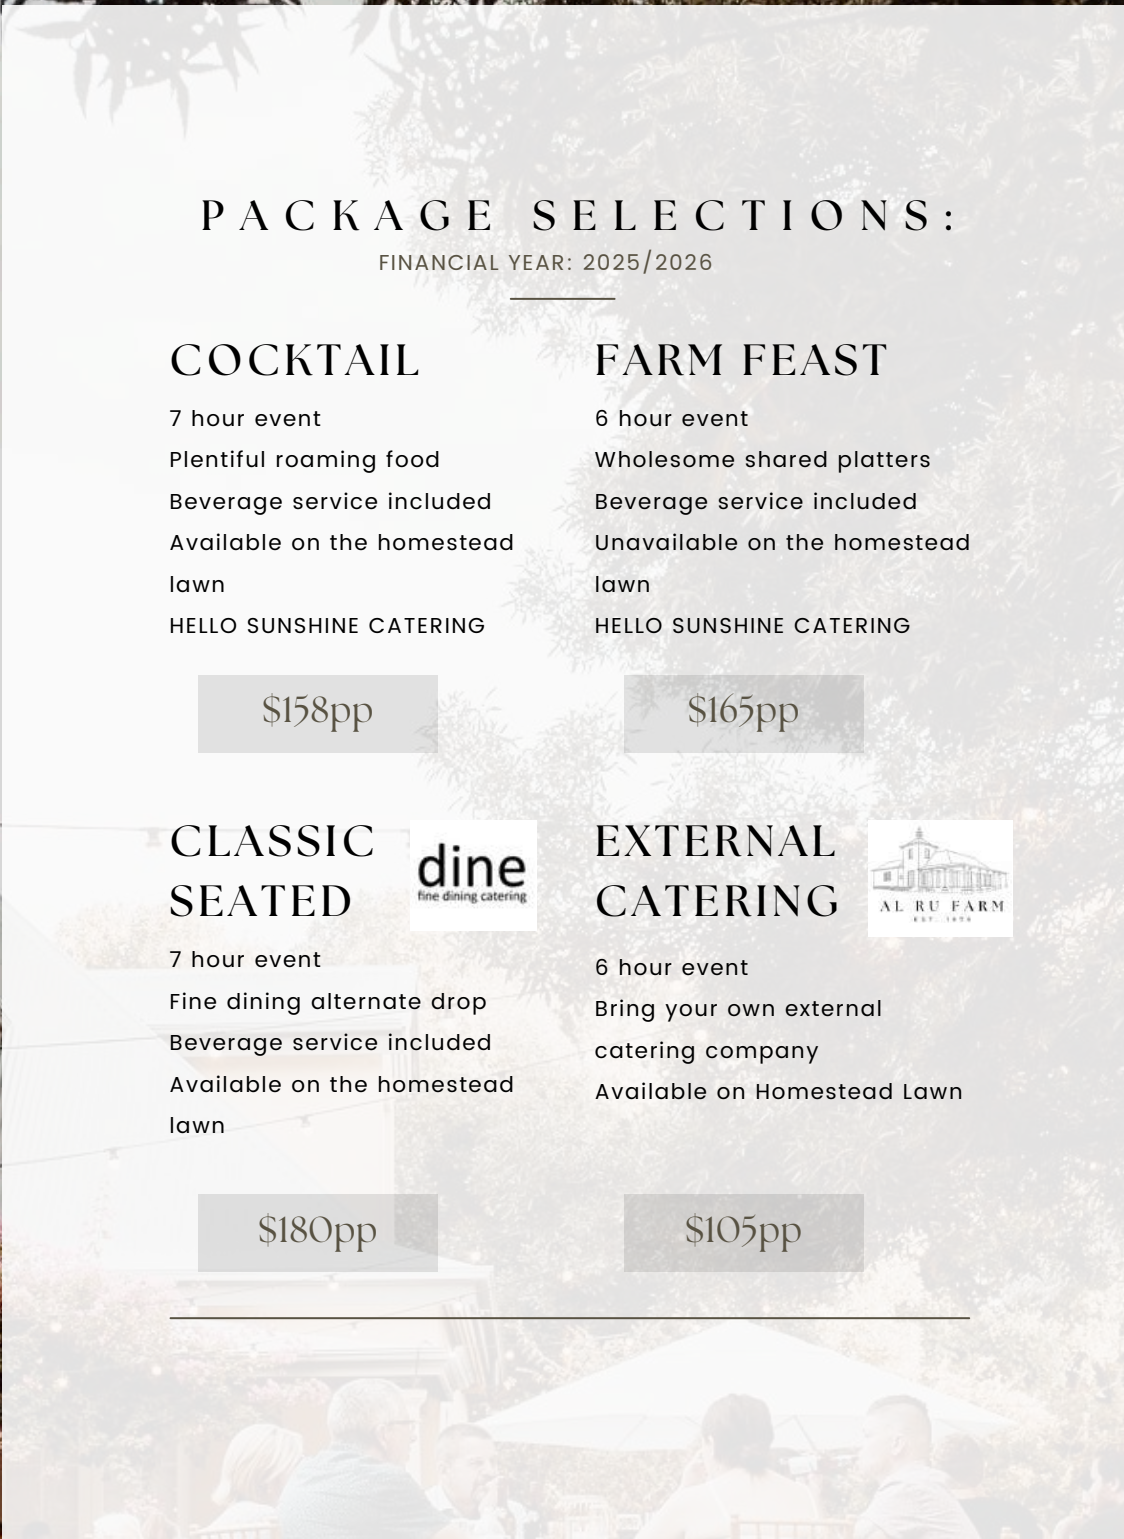 PACKAGE SELECTIONS:
FINANCIAL YEAR: 2025/2026
COCKTAIL
7 hour event
Plentiful roaming food
Beverage service included
Available on the homestead
lawn
HELLO SUNSHINE CATERING
$158pp
FARM FEAST
6 hour event
Wholesome shared platters
Beverage service included
Unavailable on the homestead
lawn
HELLO SUNSHINE CATERING
$165pp
CLASSIC
SEATED
dine
fine dining catering
7 hour event
Fine dining alternate drop
Beverage service included
Available on the homestead
lawn
$180pp
EXTERNAL
CATERING
AL RU FARM
EST.
6 hour event
Bring your own external
catering company
Available on Homestead Lawn
$105pp